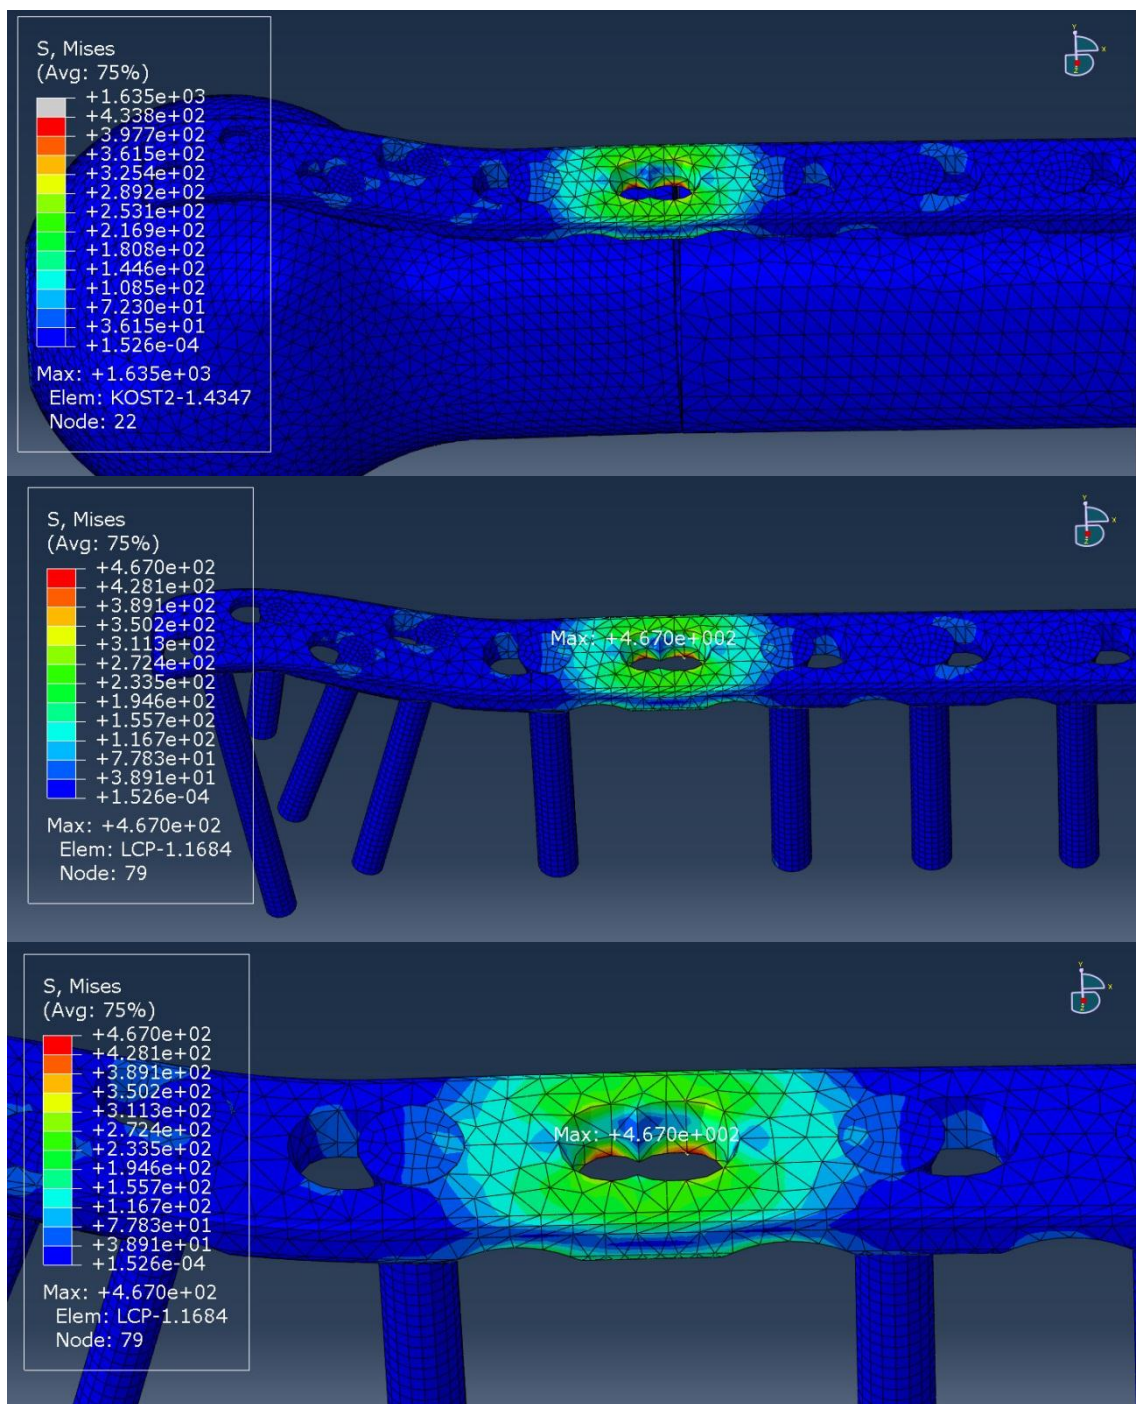 S, Mises
(Avg: 75%)
+1.635e+03
+4.338e+02
+3.977e+02
+3.615e+02
+3.254e+02
+2.892e+02
+2.531e+02
+2.169e+02
+1.808e+02
+1.446e+02
+1.085e+02
+7.230e+01
+3.615e+01
+1.526e-04
Max: +1.635e+03
Elem: KOST2-1.4347
Node: 22
Y
X
Z
S, Mises
(Avg: 75%)
+4.670e+02
+4.281e+02
+3.891e+02
+3.502e+02
+3.113e+02
+2.724e+02
+2.335e+02
+1.946e+02
+1.557e+02
+1.167e+02
+7.783e+01
+3.891e+01
+1.526e-04
Max: +4.670e+02
Elem: LCP-1.1684
Node: 79
Max: +4.670e+002
Y
X
Z
S, Mises
(Avg: 75%)
+4.670e+02
+4.281e+02
+3.891e+02
+3.502e+02
+3.113e+02
+2.724e+02
+2.335e+02
+1.946e+02
+1.557e+02
+1.167e+02
+7.783e+01
+3.891e+01
+1.526e-04
Max: +4.670e+02
Elem: LCP-1.1684
Node: 79
Max: +4.670e+002
Y
X
Z